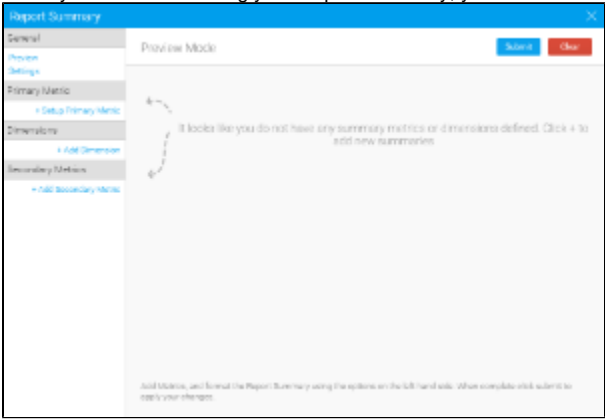 Report Summary
General
Preview
Settings
Primary Metric
+ Setup Primary Metric
Dimensions
+ Add Dimension
Secondary Metrics
+ Add Secondary Metric
Preview Mode
Submit
Clear
It looks like you do not have any summary metrics or dimensions defined. Click + to
add new summaries
Add Metrics, and format the Report Summary using the options on the left hand side. When complete click submit to
apply your changes.